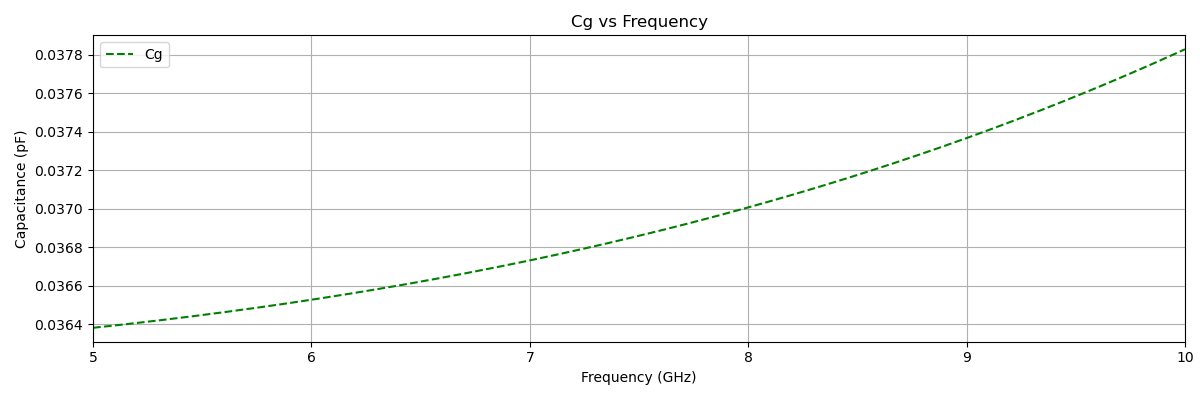 Cg vs Frequency
Cg
Capacitance (pF)
0.0378
0.0376
0.0374
0.0372
0.0370
0.0368
0.0366
0.0364
5 6 7 8 9 10
Frequency (GHz)